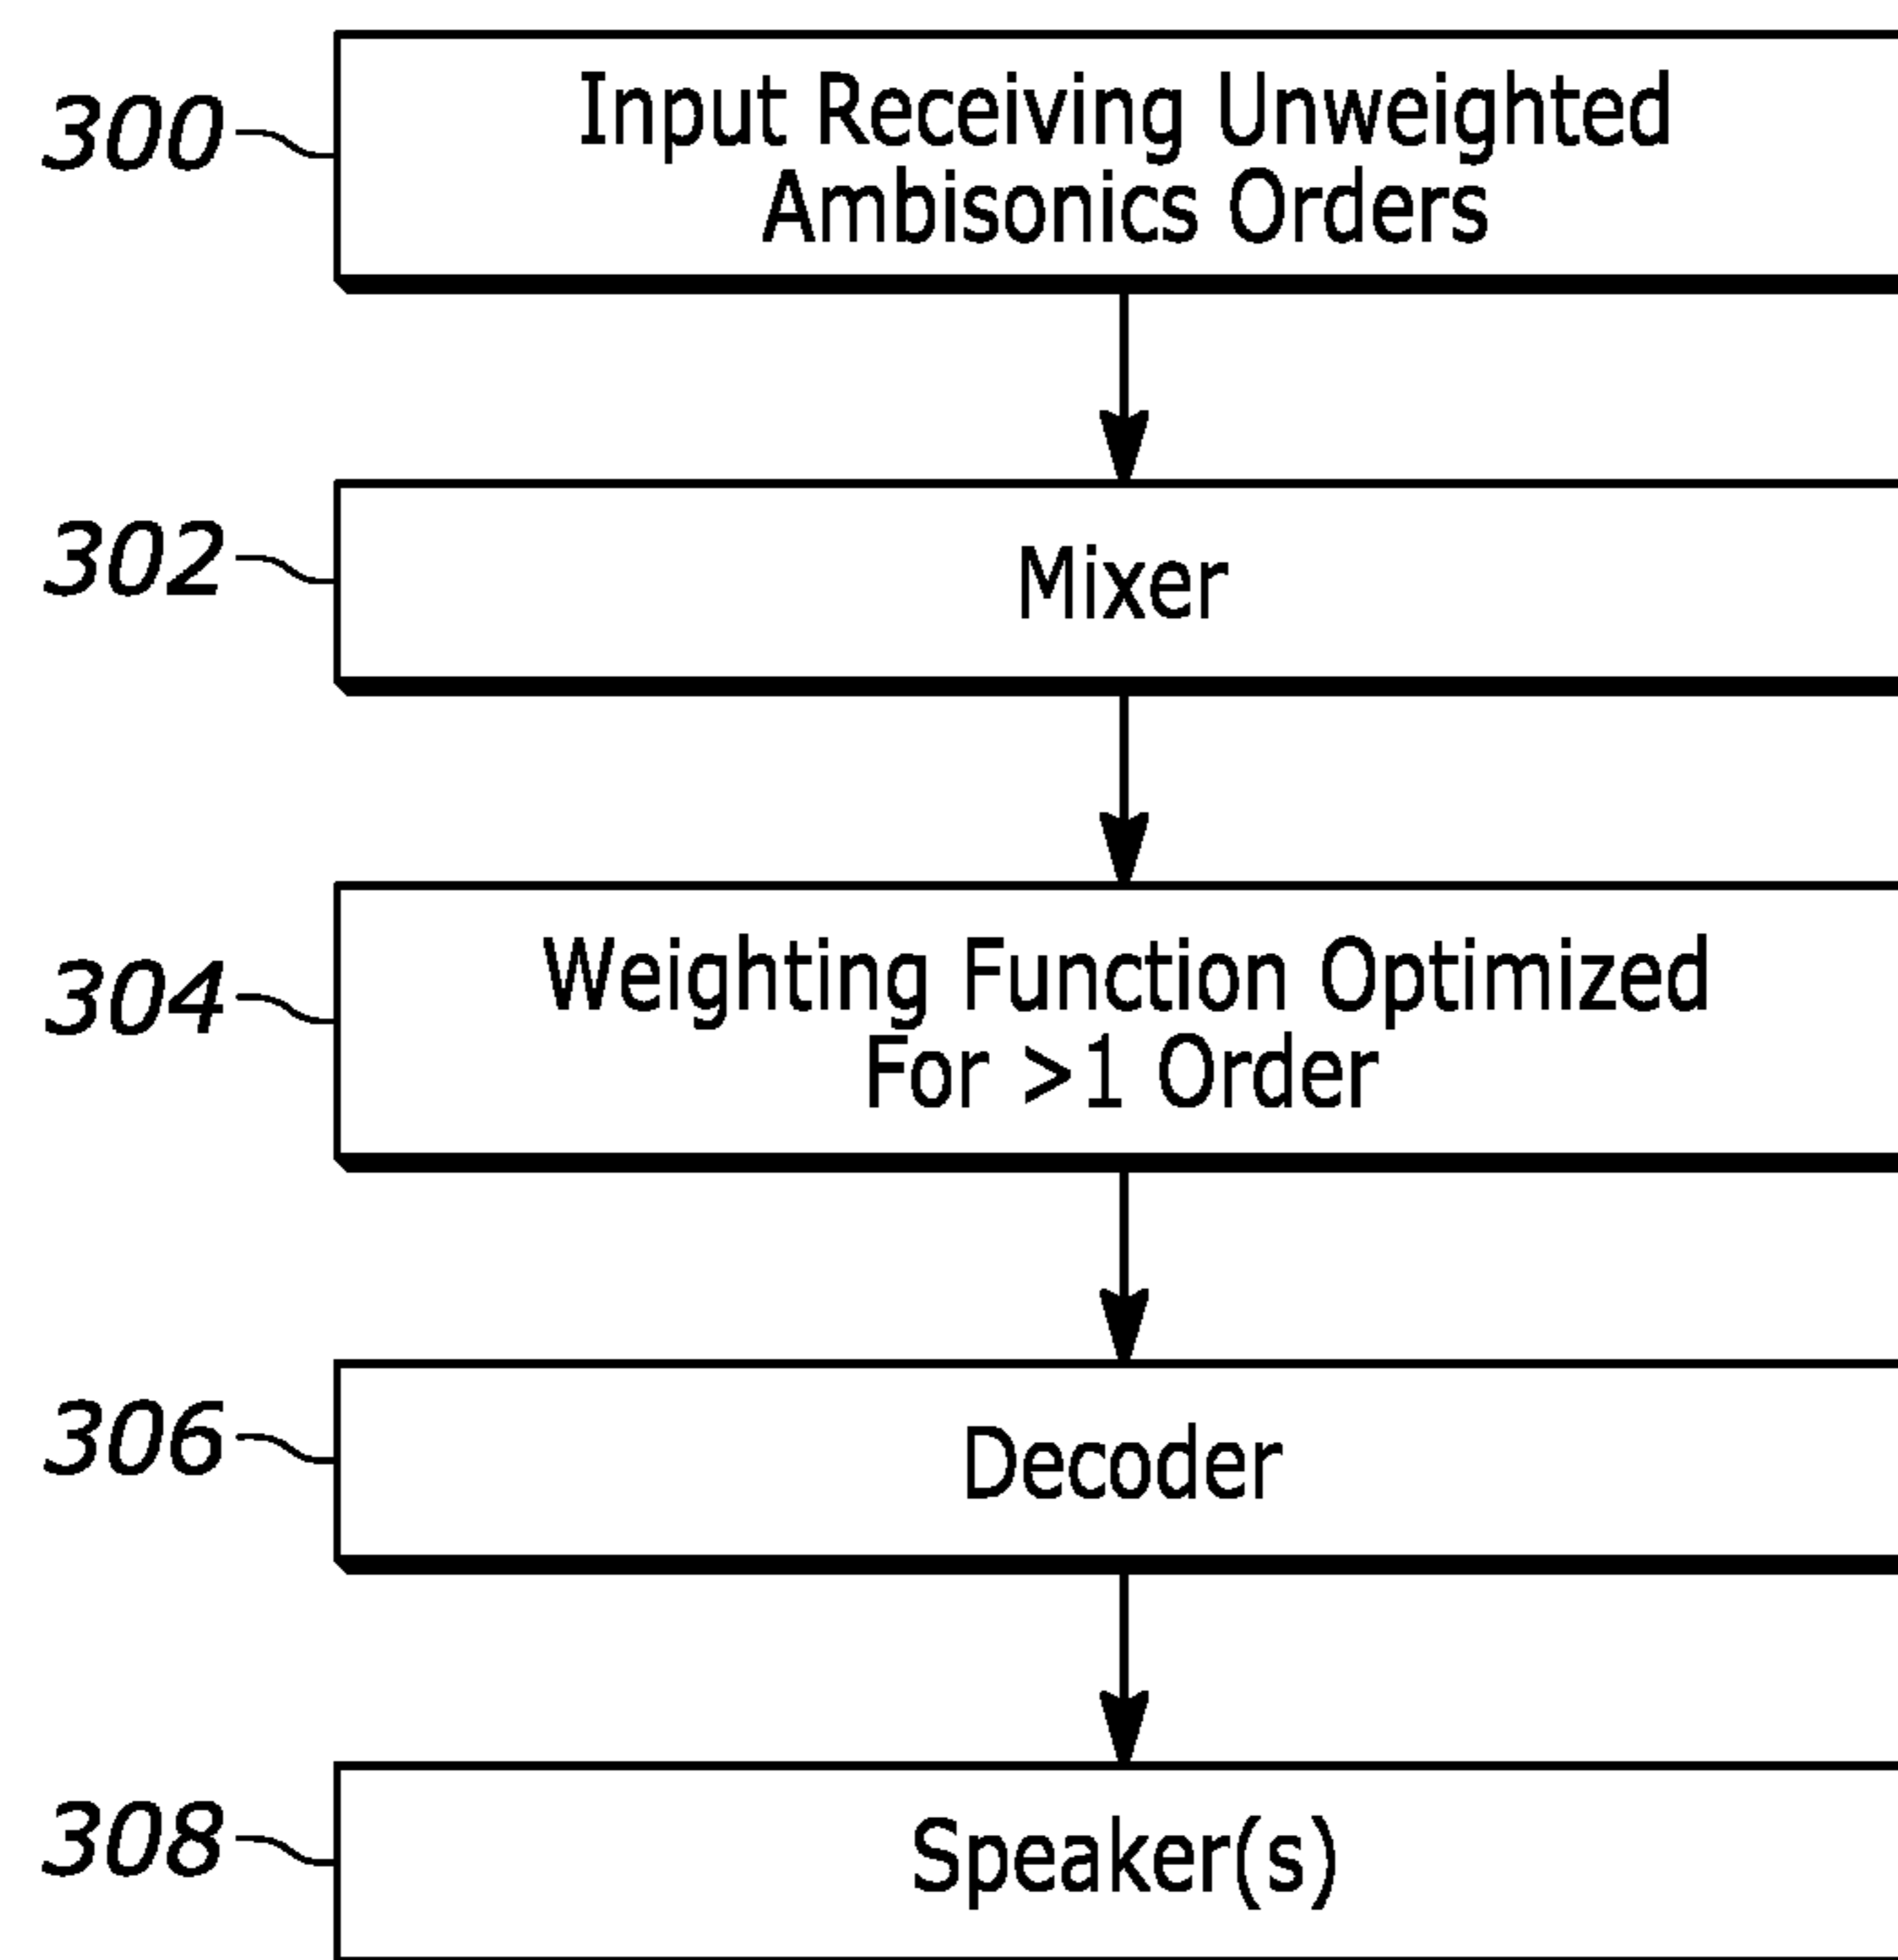 300
Input Receiving Unweighted
Ambisonics Orders
302
Mixer
304
Weighting Function Optimized
For >1 Order
306
Decoder
308
Speaker(s)